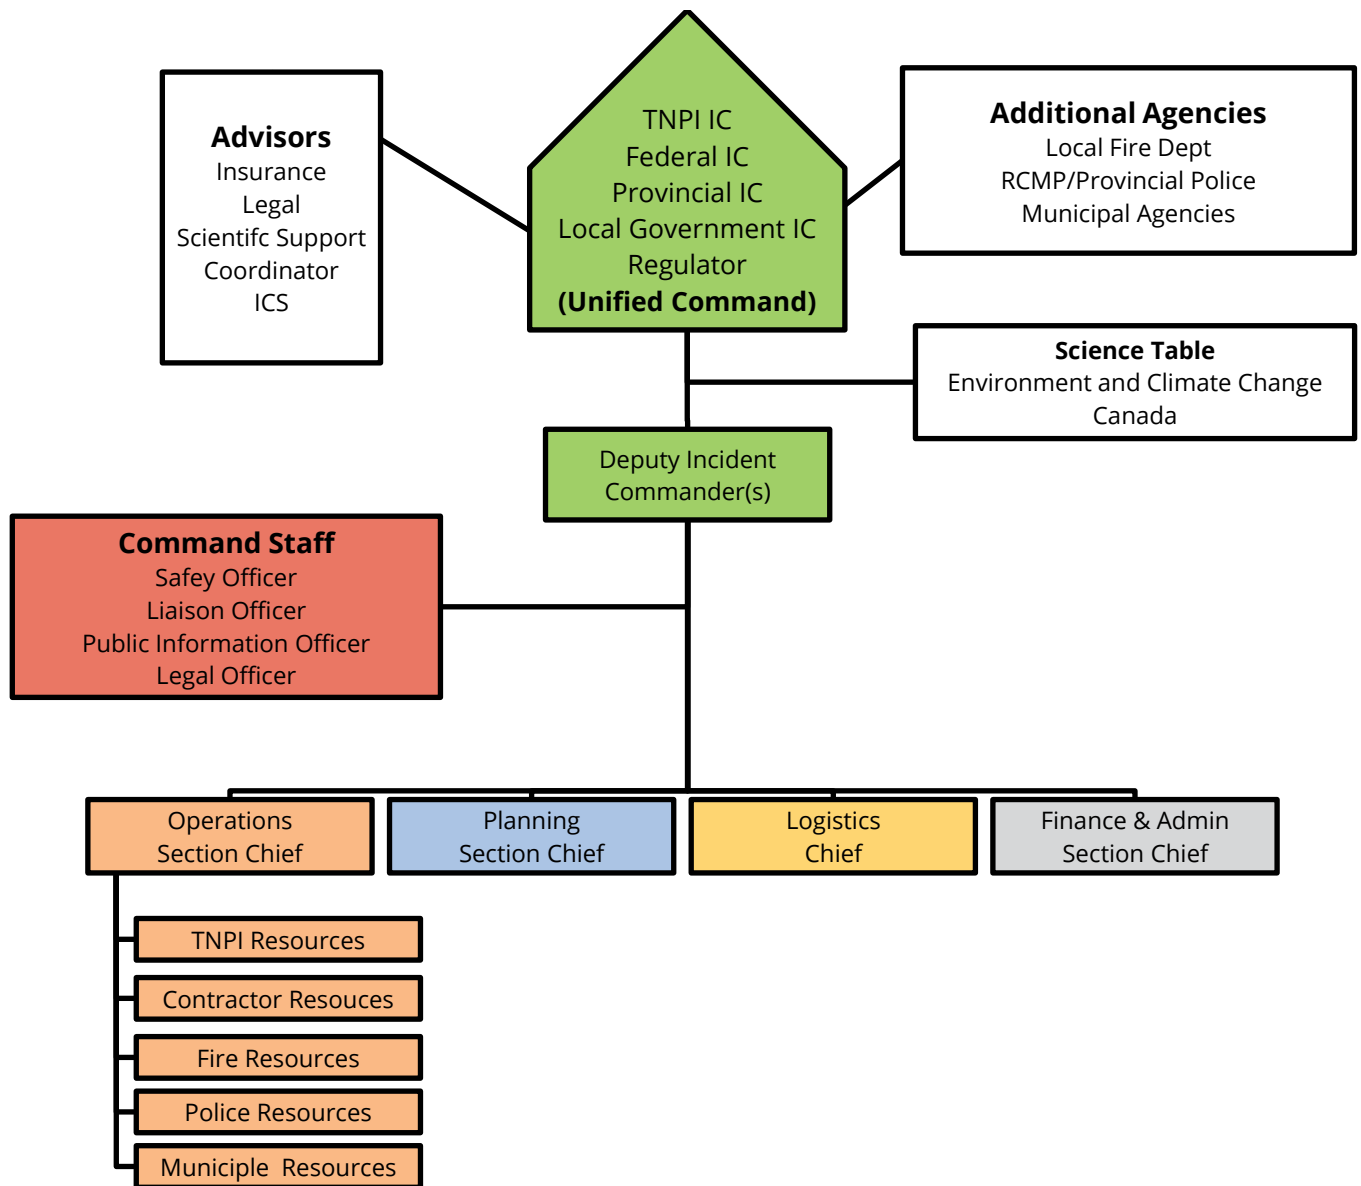 Advisors
Insurance
Legal
Scientifc Support
Coordinator
ICS
TNPI IC
Federal IC
Provincial IC
Local Government IC
Regulator
(Unified Command)
Additional Agencies
Local Fire Dept
RCMP/Provincial Police
Municipal Agencies
Science Table
Environment and Climate Change
Canada
Deputy Incident
Commander(s)
Command Staff
Safey Officer
Liaison Officer
Public Information Officer
Legal Officer
Operations
Section Chief
Planning
Section Chief
Logistics
Chief
Finance & Admin
Section Chief
TNPI Resources
Contractor Resouces
Fire Resources
Police Resources
Municiple  Resources